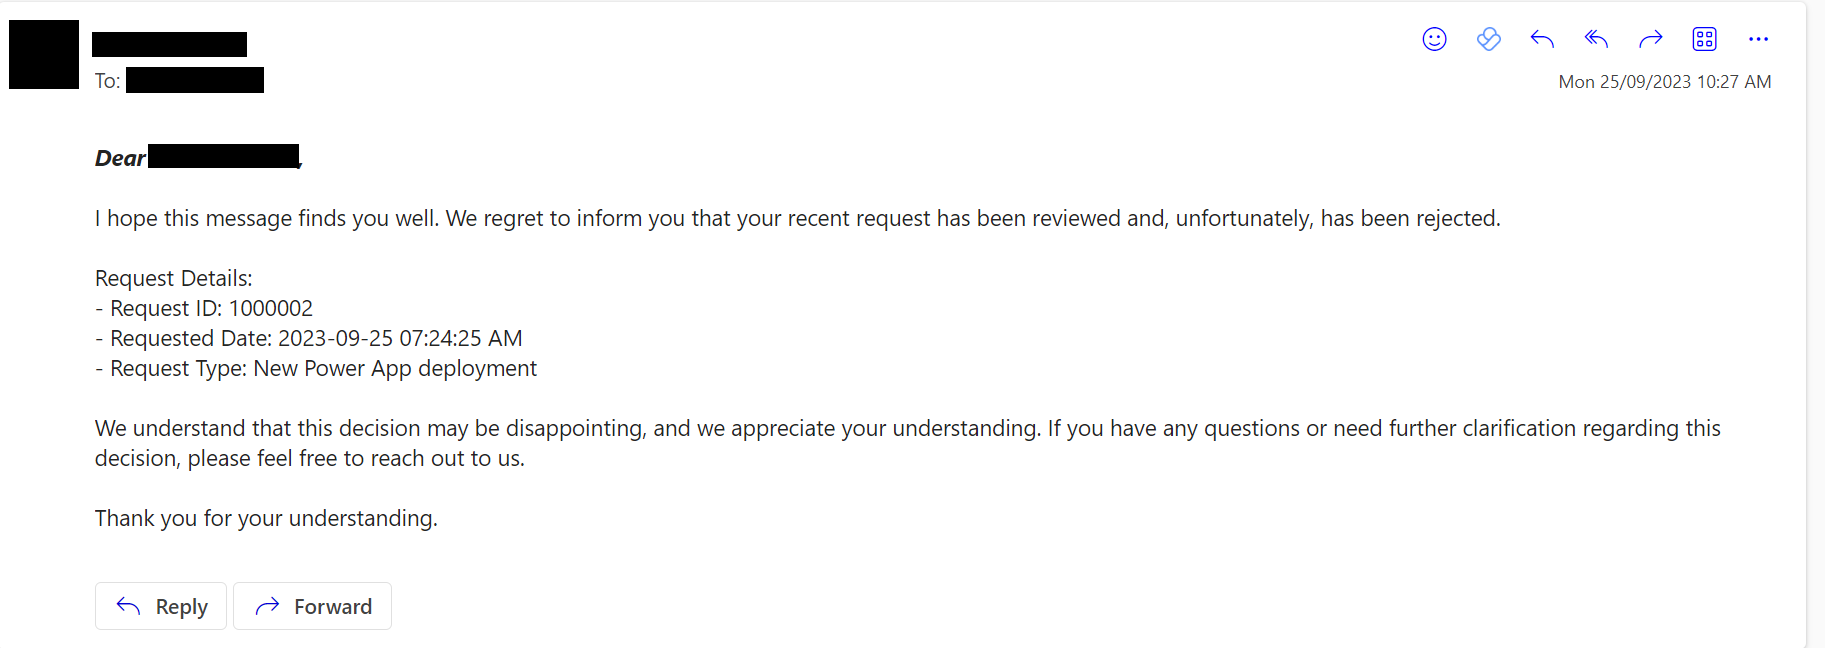 To:
Mon 25/09/2023 10:27 AM
Dear ,
I hope this message finds you well. We regret to inform you that your recent request has been reviewed and, unfortunately, has been rejected.
Request Details:
- Request ID: 1000002
- Requested Date: 2023-09-25 07:24:25 AM
- Request Type: New Power App deployment
We understand that this decision may be disappointing, and we appreciate your understanding. If you have any questions or need further clarification regarding this
decision, please feel free to reach out to us.
Thank you for your understanding.
Reply
Forward